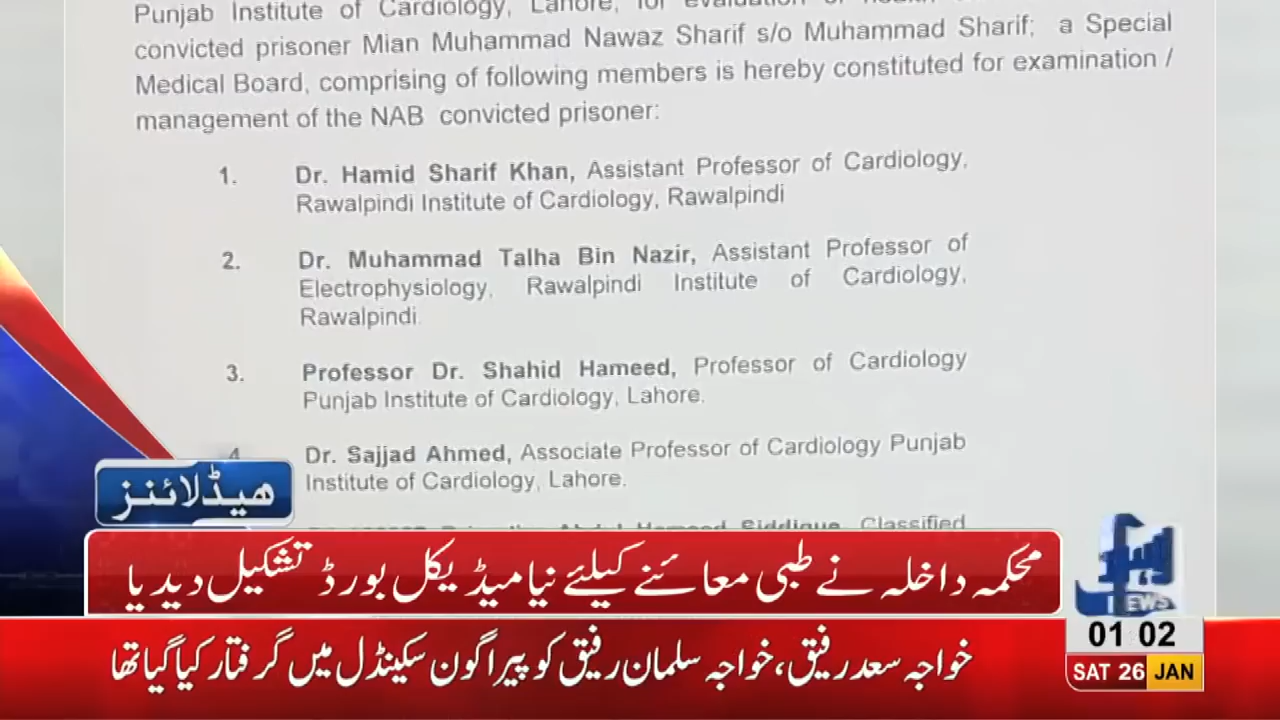 Punjab Institute of Cardiology, Lahore, for evaluation of health
convicted prisoner Mian Muhammad Nawaz Sharif s/o Muhammad Sharif; a Special
Medical Board, comprising of following members is hereby constituted for examination /
management of the NAB convicted prisoner:
1. Dr. Hamid Sharif Khan, Assistant Professor of Cardiology,
Rawalpindi Institute of Cardiology, Rawalpindi
2. Dr. Muhammad Talha Bin Nazir, Assistant Professor of
Electrophysiology, Rawalpindi Institute of Cardiology,
Rawalpindi.
3. Professor Dr. Shahid Hameed, Professor of Cardiology
Punjab Institute of Cardiology, Lahore.
4 Dr. Sajjad Ahmed, Associate Professor of Cardiology Punjab
Institute of Cardiology, Lahore.
Abdul Hameed Siddique, Classified
ھیڈلائنز
محکمہ داخلہ نے طبی معائنے کیلئے نیا میڈیکل بورڈ تشکیل دیدیا
خواجہ سعد رفیق، خواجہ سلمان رفیق کو پیراگون سکینڈل میں گرفتار کیا گیا تھا
NEWS
01 02
SAT 26 JAN